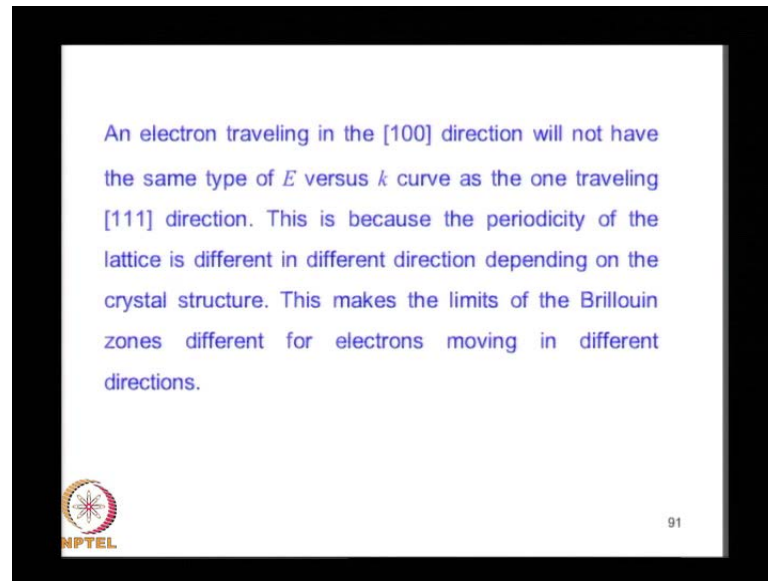 An electron traveling in the [100] direction will not have
the same type of E versus k curve as the one traveling
[111] direction. This is because the periodicity of the
lattice is different in different direction depending on the
crystal structure. This makes the limits of the Brillouin
zones different for electrons moving in different
directions.
91
NPTEL